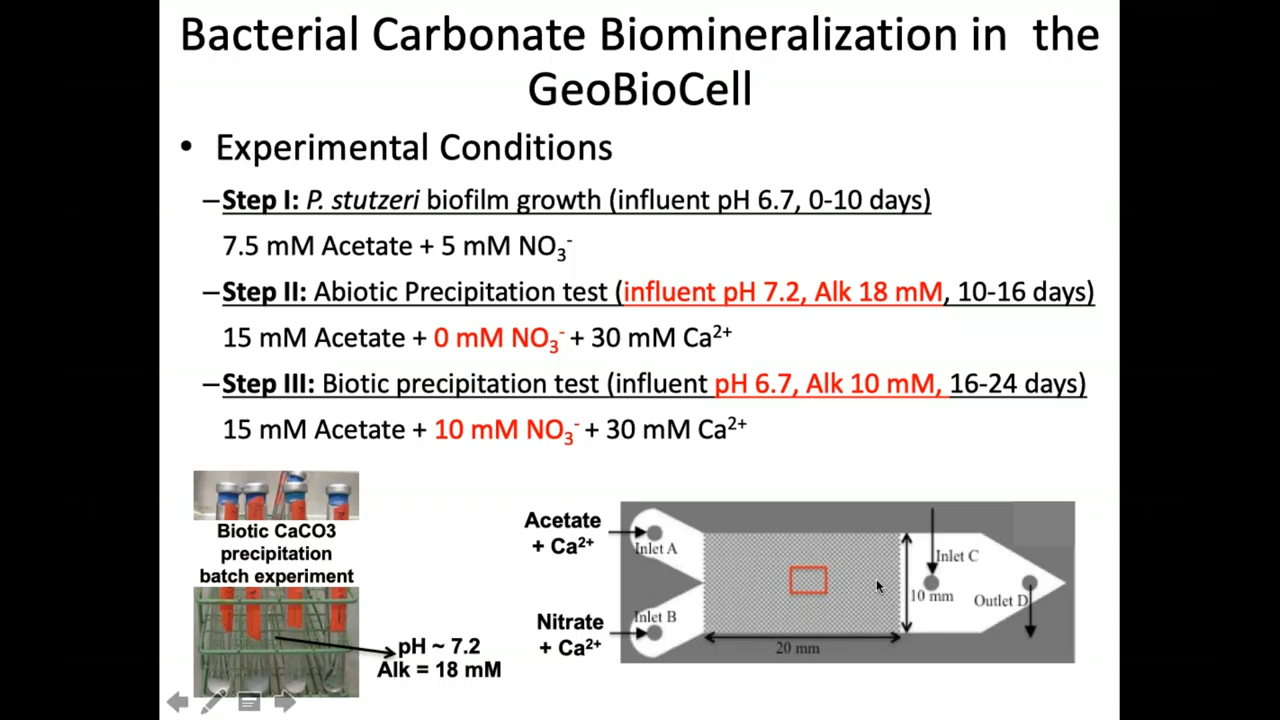 Bacterial Carbonate Biomineralization in the
GeoBioCell
• Experimental Conditions
–Step I: P. stutzeri biofilm growth (influent pH 6.7, 0-10 days)
7.5 mM Acetate + 5 mM NO₃⁻
–Step II: Abiotic Precipitation test (influent pH 7.2, Alk 18 mM, 10-16 days)
15 mM Acetate + 0 mM NO₃⁻ + 30 mM Ca²⁺
–Step III: Biotic precipitation test (influent pH 6.7, Alk 10 mM, 16-24 days)
15 mM Acetate + 10 mM NO₃⁻ + 30 mM Ca²⁺
Biotic CaCO3
precipitation
batch experiment
pH ~ 7.2
Alk = 18 mM
Acetate
+ Ca²⁺
Nitrate
+ Ca²⁺
Inlet A
Inlet B
Inlet C
10 mm
Outlet D
20 mm